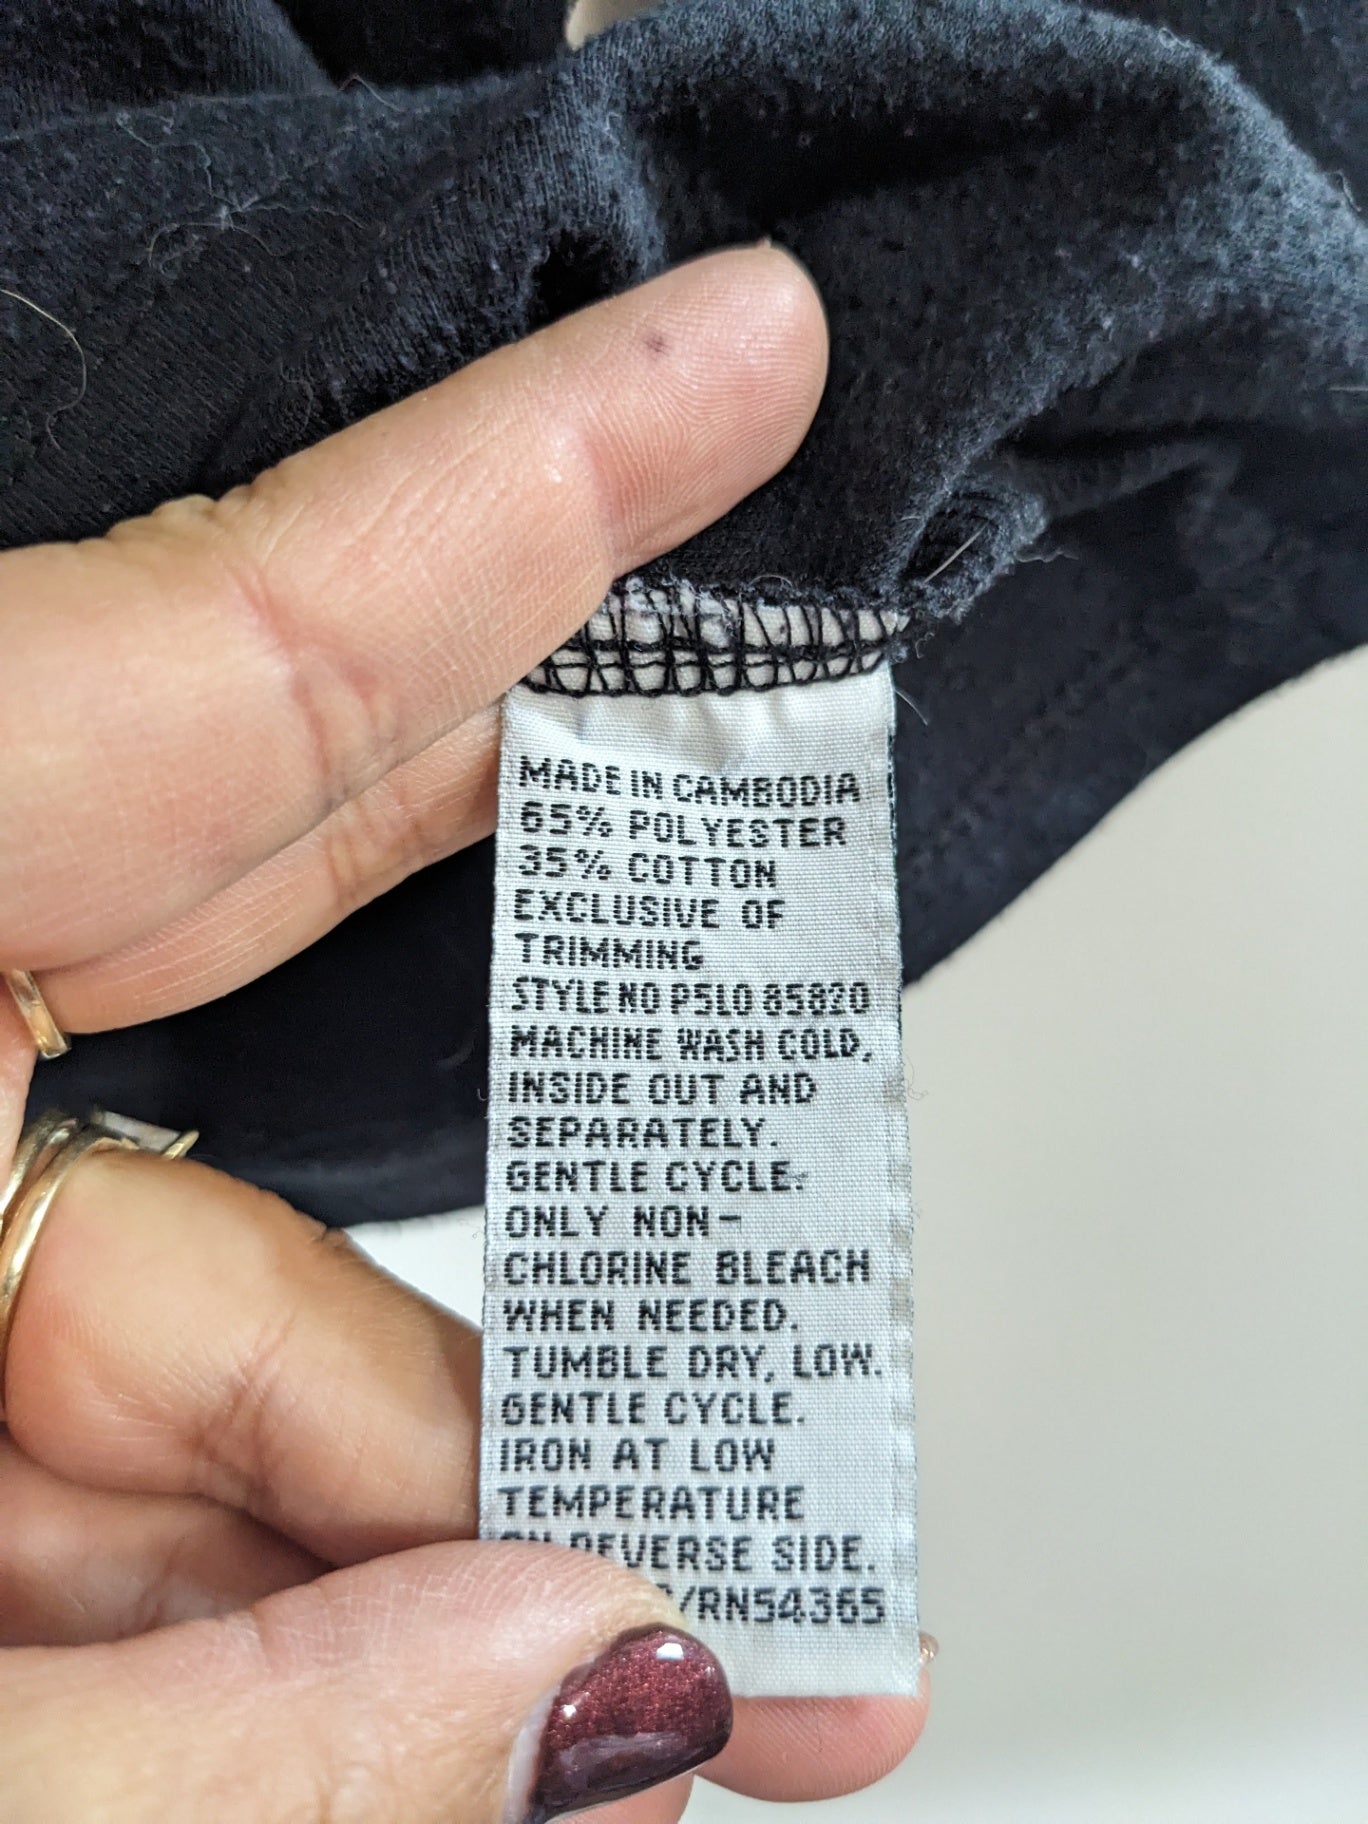 MADE IN CAMBODIA
65% POLYESTER
35% COTTON
EXCLUSIVE OF
TRIMMING
STYLE NO P5LO 85820
MACHINE WASH COLD,
INSIDE OUT AND
SEPARATELY.
GENTLE CYCLE.
ONLY NON-
CHLORINE BLEACH
WHEN NEEDED.
TUMBLE DRY, LOW.
GENTLE CYCLE.
IRON AT LOW
TEMPERATURE
ON REVERSE SIDE.
/RN54365